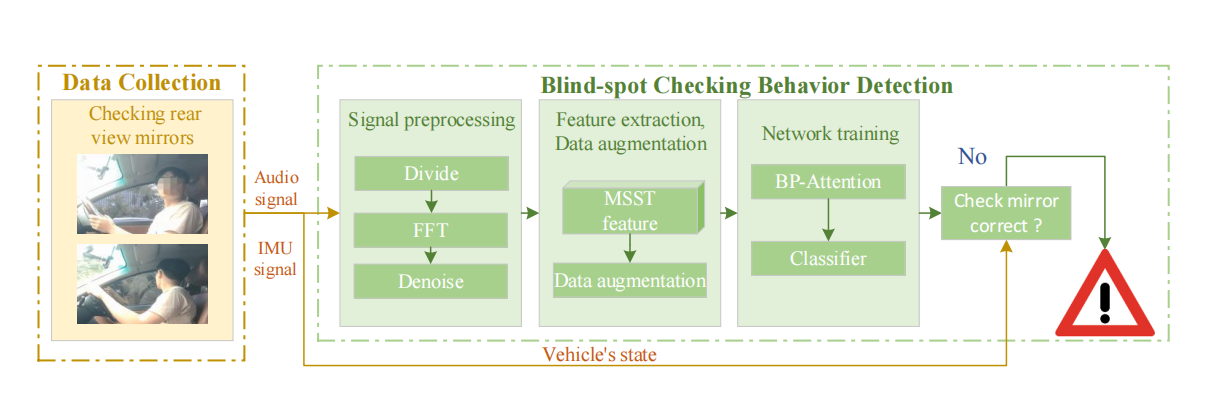 Data Collection
Checking rear
view mirrors
Audio
signal
IMU
signal
Blind-spot Checking Behavior Detection
Signal preprocessing
Divide
FFT
Denoise
Feature extraction,
Data augmentation
MSST
feature
Data augmentation
Network training
BP-Attention
Classifier
No
Check mirror
correct ?
Vehicle's state